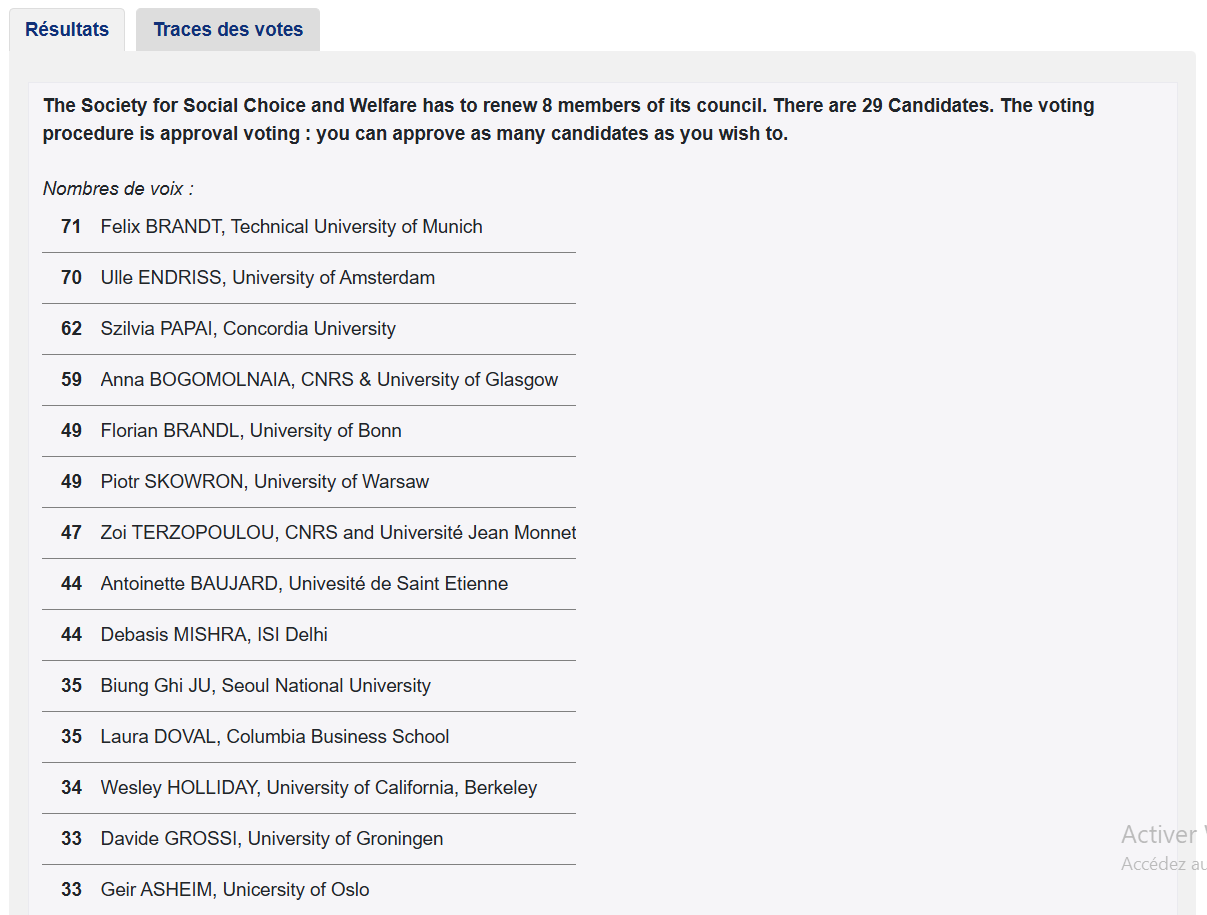 Résultats
Traces des votes
The Society for Social Choice and Welfare has to renew 8 members of its council. There are 29 Candidates. The voting
procedure is approval voting : you can approve as many candidates as you wish to.
Nombres de voix :
71 Felix BRANDT, Technical University of Munich
70 Ulle ENDRISS, University of Amsterdam
62 Szilvia PAPAI, Concordia University
59 Anna BOGOMOLNAIA, CNRS & University of Glasgow
49 Florian BRANDL, University of Bonn
49 Piotr SKOWRON, University of Warsaw
47 Zoi TERZOPOULOU, CNRS and Université Jean Monnet
44 Antoinette BAUJARD, Univesité de Saint Etienne
44 Debasis MISHRA, ISI Delhi
35 Biung Ghi JU, Seoul National University
35 Laura DOVAL, Columbia Business School
34 Wesley HOLLIDAY, University of California, Berkeley
33 Davide GROSSI, University of Groningen
33 Geir ASHEIM, Unicersity of Oslo
Activer
Accédez au